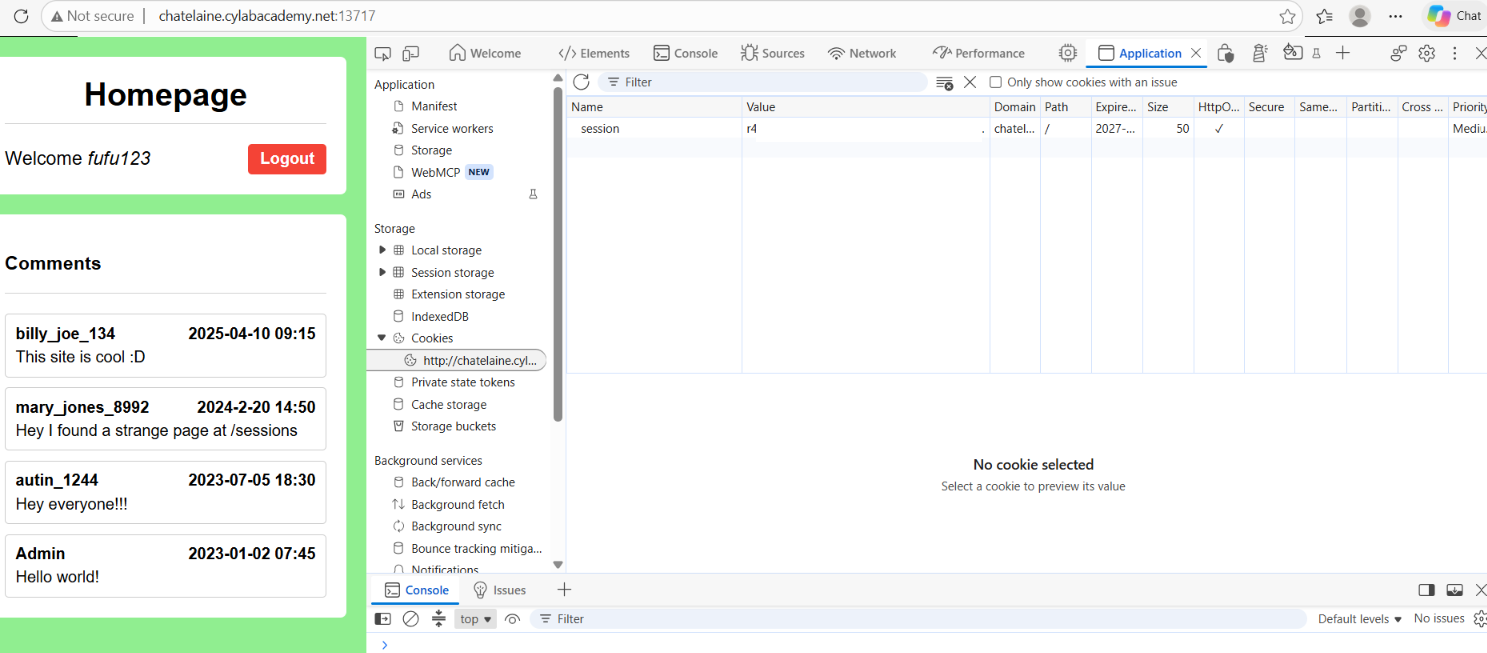 Not secure | chatelaine.cylabacademy.net:13717 Chat
Homepage
Welcome fufu123 Logout
Comments
billy_joe_134 2025-04-10 09:15
This site is cool :D
mary_jones_8992 2024-2-20 14:50
Hey I found a strange page at /sessions
autin_1244 2023-07-05 18:30
Hey everyone!!!
Admin 2023-01-02 07:45
Hello world!
Welcome Elements Console Sources Network Performance Application
Application
Manifest
Service workers
Storage
WebMCP NEW
Ads
Storage
Local storage
Session storage
Extension storage
IndexedDB
Cookies
http://chatelaine.cyl...
Private state tokens
Cache storage
Storage buckets
Background services
Back/forward cache
Background fetch
Background sync
Bounce tracking mitiga...
Notifications
Filter Only show cookies with an issue
Name Value Domain Path Expire... Size HttpO... Secure Same... Partiti... Cross ... Priority
session r4 . chatel... / 2027-... 50 ✓ Mediu.
No cookie selected
Select a cookie to preview its value
Console Issues
top Filter Default levels No issues